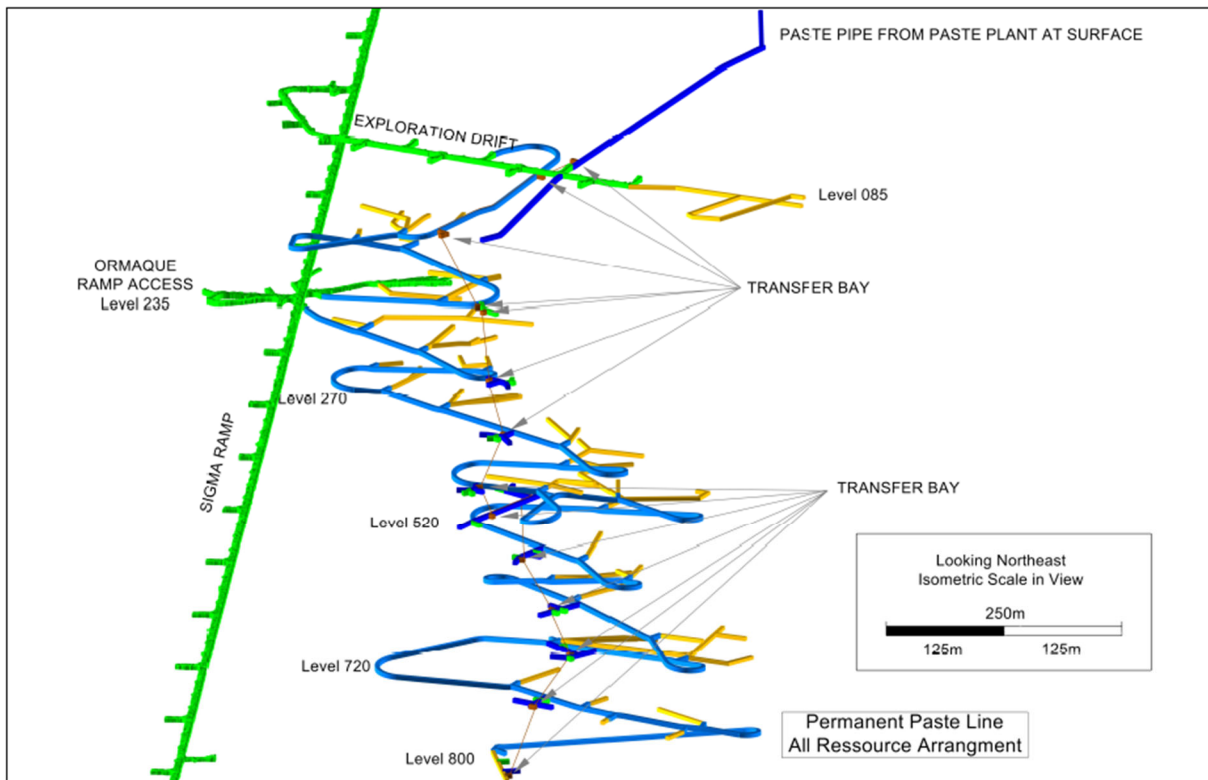 PASTE PIPE FROM PASTE PLANT AT SURFACE
EXPLORATION DRIFT
Level 085
ORMAQUE
RAMP ACCESS
Level 235
TRANSFER BAY
Level 270
SIGMA RAMP
TRANSFER BAY
Level 520
Looking Northeast
Isometric Scale in View
250m
125m
125m
Level 720
Permanent Paste Line
All Ressource Arrangment
Level 800